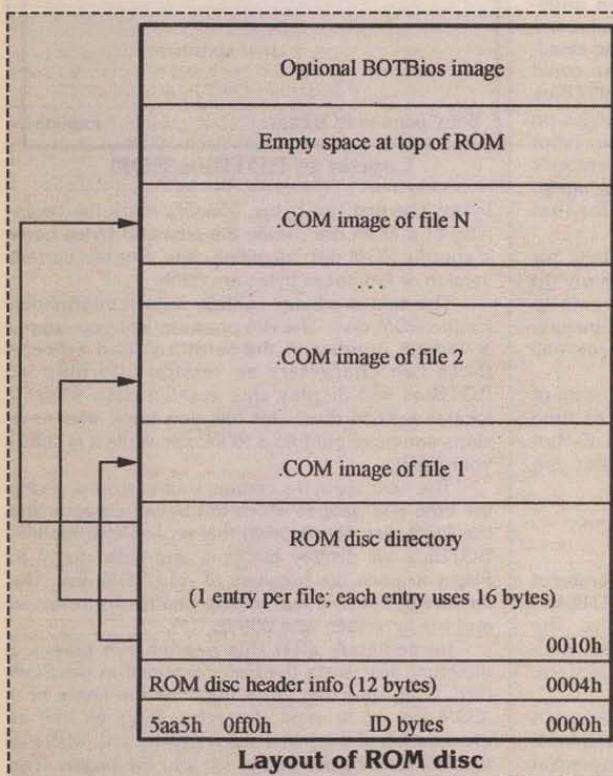 Optional BOTBios image
Empty space at top of ROM
.COM image of file N
.COM image of file 2
.COM image of file 1
ROM disc directory
(1 entry per file; each entry uses 16 bytes)
0010h
ROM disc header info (12 bytes) 0004h
5aa5h 0ff0h ID bytes 0000h
Layout of ROM disc